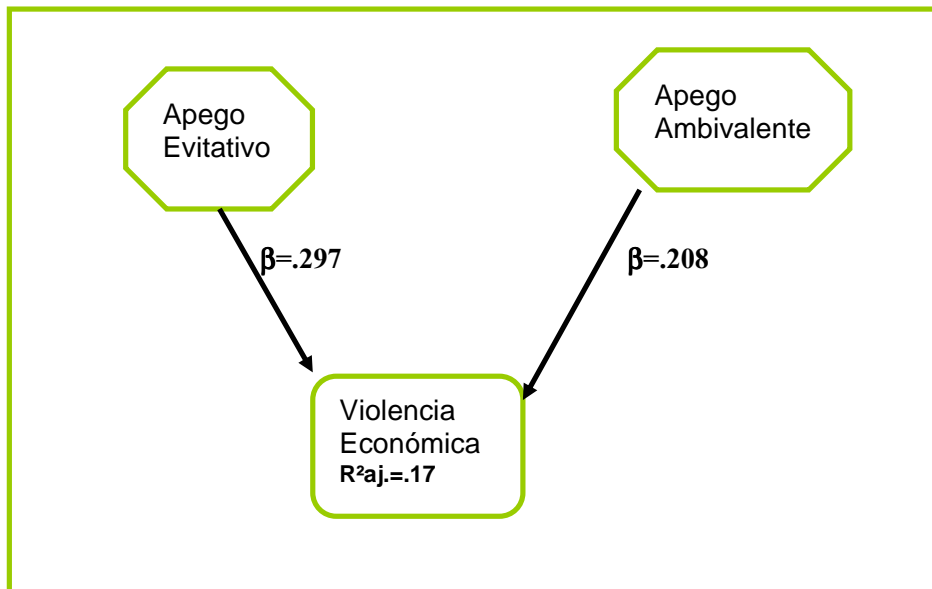 Apego
Evitativo
Apego
Ambivalente
β=.297
β=.208
Violencia
Económica
R²aj.=.17